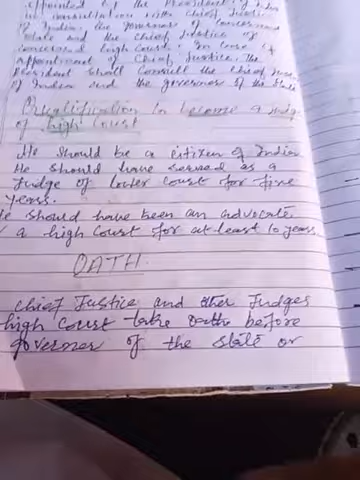 appointed by the President of India
in consultation with Chief Justice
of India, the governor of concerned
state and the chief Justice of
concerned high court. In case of
appointment of Chief Justice, the
President shall consult the chief Justice
of India and the governor of the State
Qualification to become a judge
of high court
He should be a citizen of India
He should have served as a
Judge of lower court for five
years.
He should have been an advocate
a high court for at least 10 years
OATH
Chief Justice and other Judges
high court take oath before
governer of the state or